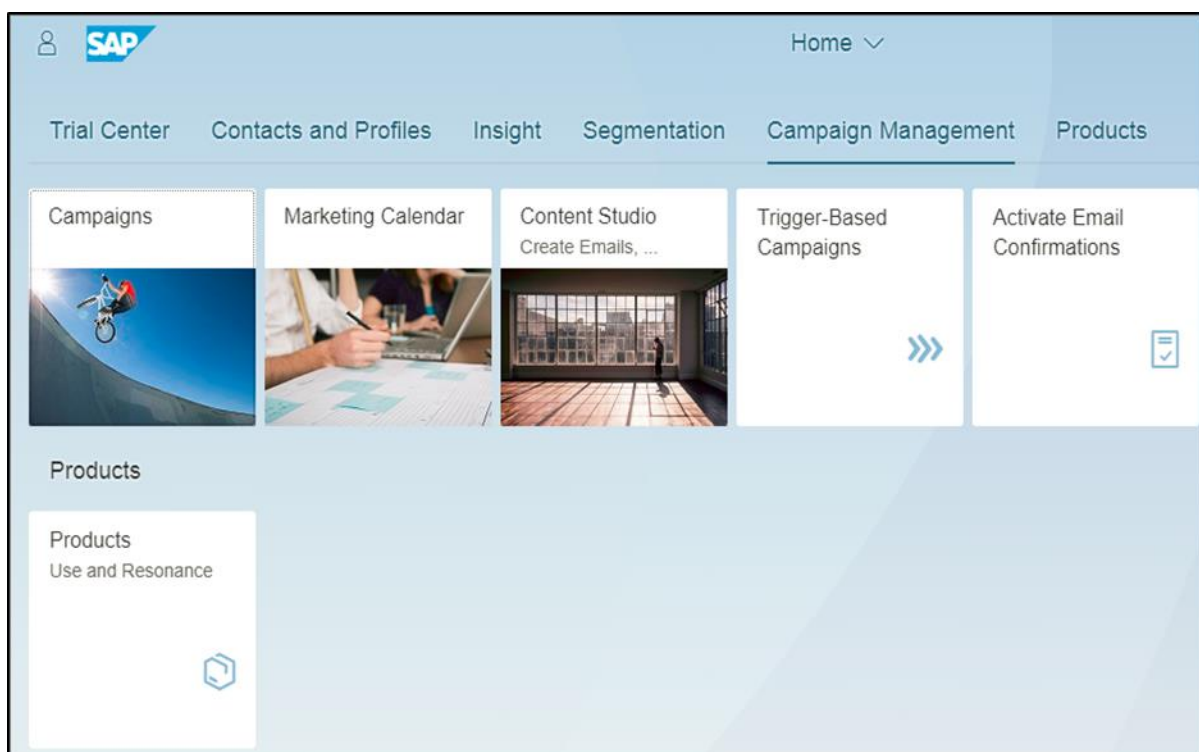 SAP
Home
Trial Center Contacts and Profiles Insight Segmentation Campaign Management Products
Campaigns
Marketing Calendar
Content Studio
Create Emails, ...
Trigger-Based
Campaigns
Activate Email
Confirmations
Products
Products
Use and Resonance